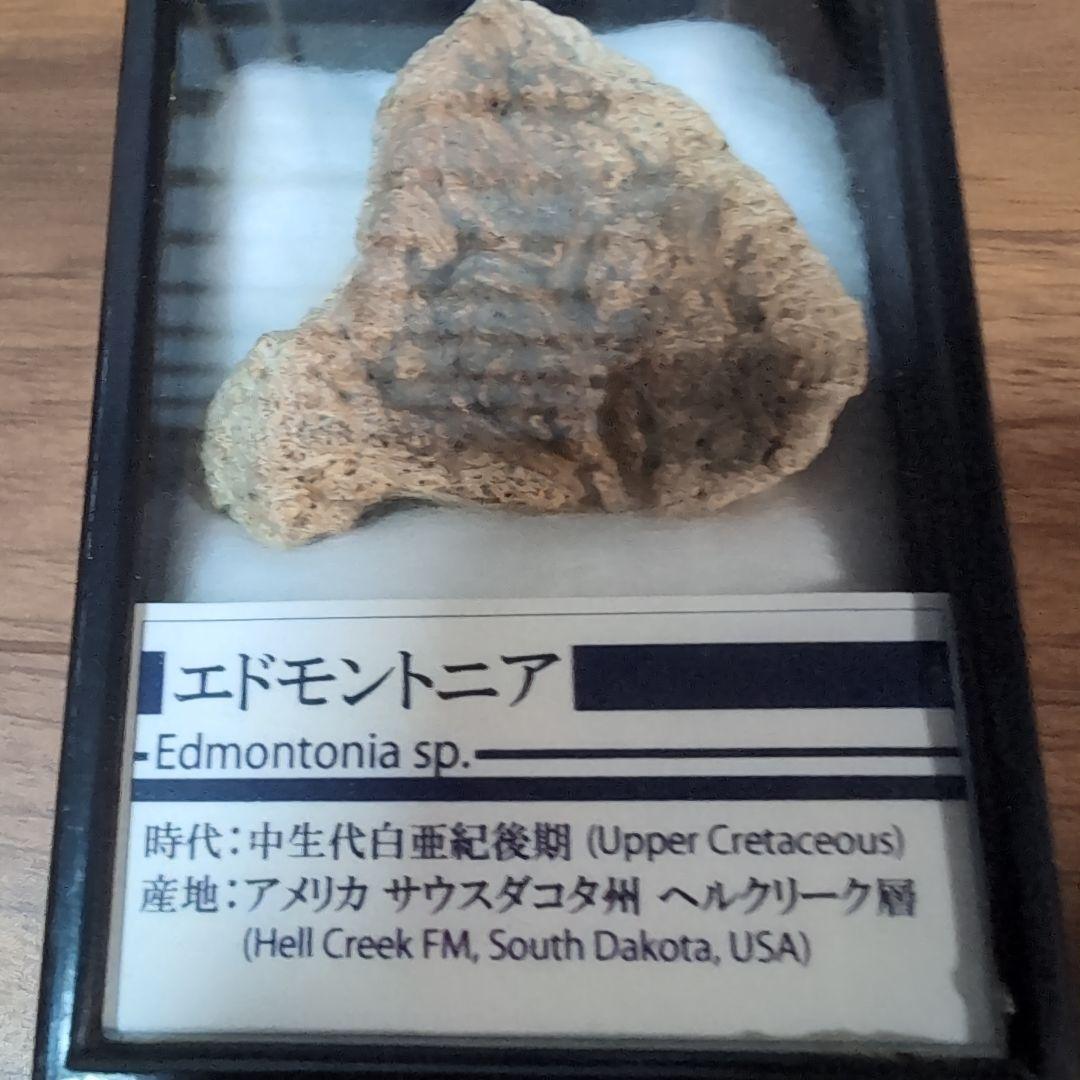 エドモントニア
Edmontonia sp.
時代：中生代白亜紀後期 (Upper Cretaceous)
産地：アメリカ サウスダコタ州 ヘルクリーク層
(Hell Creek FM, South Dakota, USA)